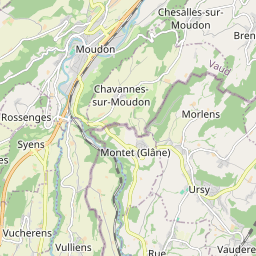 Chesalles-sur-
Moudon
Bren
Moudon
Vaud
Chavannes-
sur-Moudon
Rossenges
Morlens
Syens
Montet (Glâne)
Ursy
Vucherens
Vulliens
Rue
Vaudere